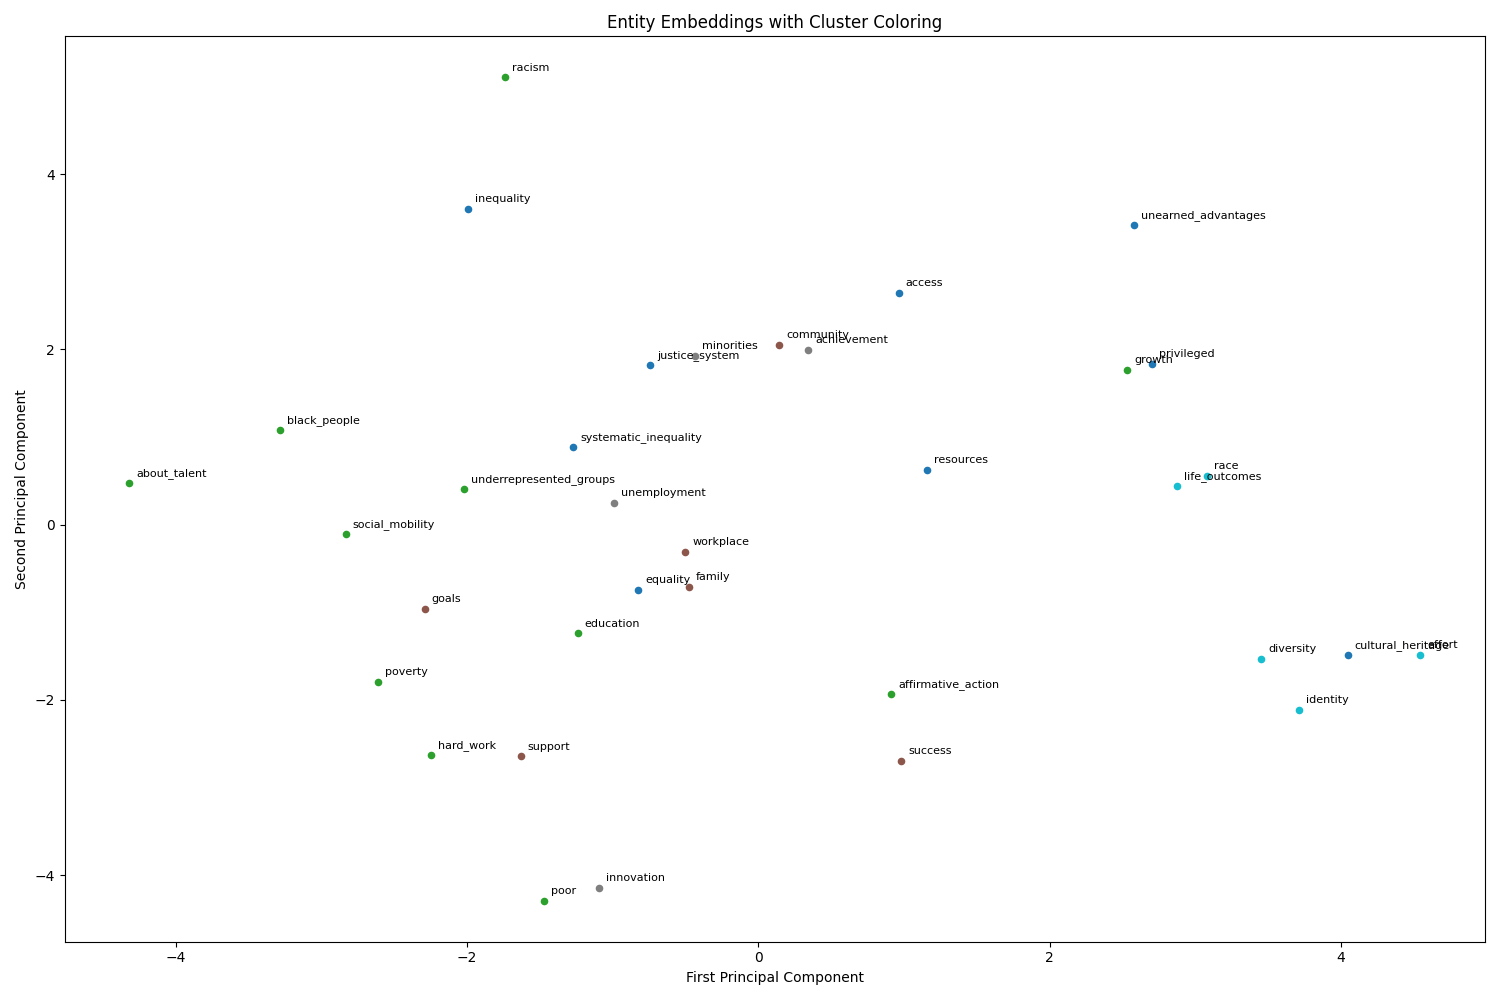 Entity Embeddings with Cluster Coloring
racism
4
inequality
unearned_advantages
access
2
community
achievement
minorities
justice_system
privileged
growth
black_people
systematic_inequality
resources
race
about_talent
life_outcomes
underrepresented_groups
unemployment
0
social_mobility
workplace
family
equality
goals
education
diversity
cultural_heritage
effort
poverty
affirmative_action
−2
identity
hard_work
support
success
−4
innovation
poor
−4
−2
0
2
4
First Principal Component
Second Principal Component